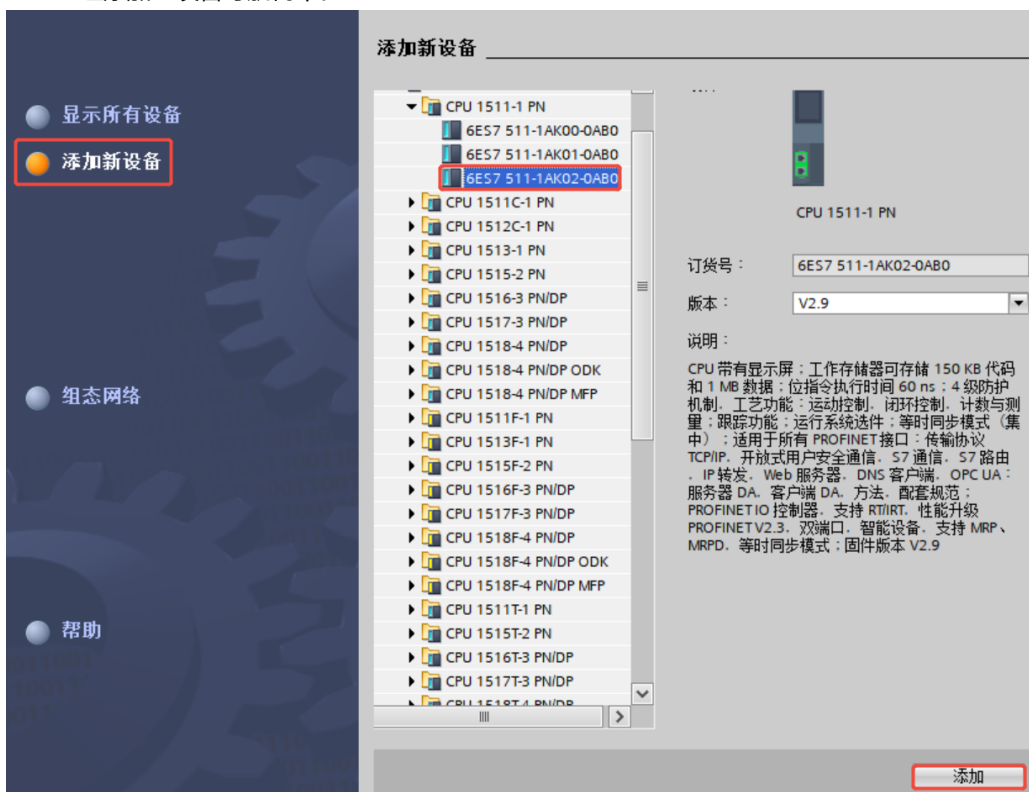 添加新设备
显示所有设备
添加新设备
组态网络
帮助
CPU 1511-1 PN
6ES7 511-1AK00-0AB0
6ES7 511-1AK01-0AB0
6ES7 511-1AK02-0AB0
CPU 1511C-1 PN
CPU 1512C-1 PN
CPU 1513-1 PN
CPU 1515-2 PN
CPU 1516-3 PN/DP
CPU 1517-3 PN/DP
CPU 1518-4 PN/DP
CPU 1518-4 PN/DP ODK
CPU 1518-4 PN/DP MFP
CPU 1511F-1 PN
CPU 1513F-1 PN
CPU 1515F-2 PN
CPU 1516F-3 PN/DP
CPU 1517F-3 PN/DP
CPU 1518F-4 PN/DP
CPU 1518F-4 PN/DP ODK
CPU 1518F-4 PN/DP MFP
CPU 1511T-1 PN
CPU 1515T-2 PN
CPU 1516T-3 PN/DP
CPU 1517T-3 PN/DP
CPU 1518T-4 PN/DP
CPU 1511-1 PN
订货号：
6ES7 511-1AK02-0AB0
版本：
V2.9
说明：
CPU 带有显示屏；工作存储器可存储 150 KB 代码
和 1 MB 数据；位指令执行时间 60 ns；4 级防护
机制．工艺功能：运动控制．闭环控制．计数与测
量；跟踪功能；运行系统选件；等时同步模式（集
中）；适用于所有 PROFINET 接口：传输协议
TCP/IP．开放式用户安全通信．S7 通信．S7 路由
．IP 转发．Web 服务器．DNS 客户端．OPC UA：
服务器 DA．客户端 DA．方法．配套规范；
PROFINET IO 控制器．支持 RT/IRT．性能升级
PROFINET V2.3．双端口．智能设备．支持 MRP、
MRPD．等时同步模式；固件版本 V2.9
添加